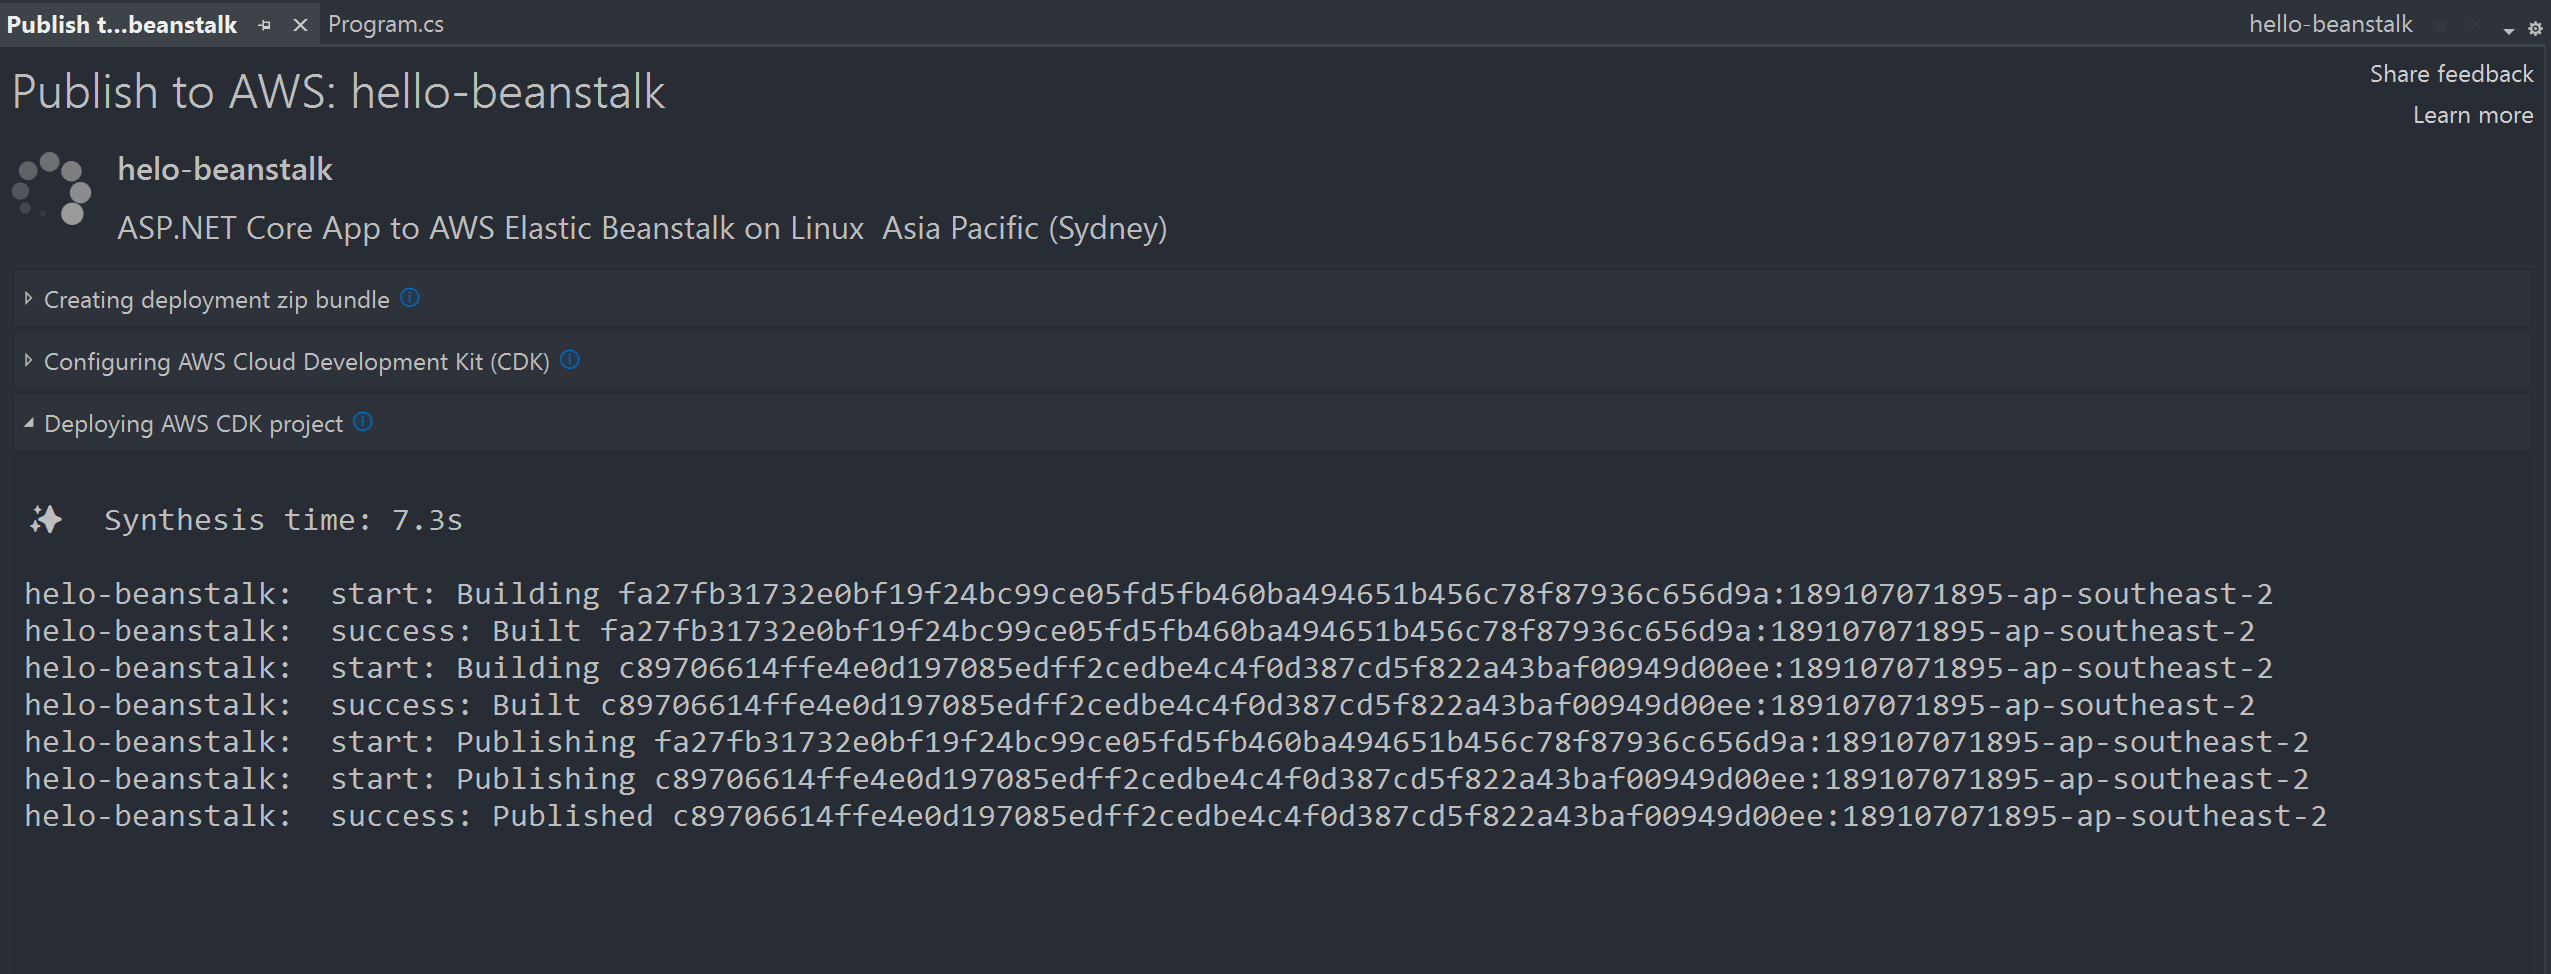 Publish t...beanstalk
Program.cs
hello-beanstalk
Publish to AWS: hello-beanstalk
Share feedback
Learn more
helo-beanstalk
ASP.NET Core App to AWS Elastic Beanstalk on Linux  Asia Pacific (Sydney)
Creating deployment zip bundle
Configuring AWS Cloud Development Kit (CDK)
Deploying AWS CDK project
✨  Synthesis time: 7.3s
helo-beanstalk:  start: Building fa27fb31732e0bf19f24bc99ce05fd5fb460ba494651b456c78f87936c656d9a:189107071895-ap-southeast-2
helo-beanstalk:  success: Built fa27fb31732e0bf19f24bc99ce05fd5fb460ba494651b456c78f87936c656d9a:189107071895-ap-southeast-2
helo-beanstalk:  start: Building c89706614ffe4e0d197085edff2cedbe4c4f0d387cd5f822a43baf00949d00ee:189107071895-ap-southeast-2
helo-beanstalk:  success: Built c89706614ffe4e0d197085edff2cedbe4c4f0d387cd5f822a43baf00949d00ee:189107071895-ap-southeast-2
helo-beanstalk:  start: Publishing fa27fb31732e0bf19f24bc99ce05fd5fb460ba494651b456c78f87936c656d9a:189107071895-ap-southeast-2
helo-beanstalk:  start: Publishing c89706614ffe4e0d197085edff2cedbe4c4f0d387cd5f822a43baf00949d00ee:189107071895-ap-southeast-2
helo-beanstalk:  success: Published c89706614ffe4e0d197085edff2cedbe4c4f0d387cd5f822a43baf00949d00ee:189107071895-ap-southeast-2